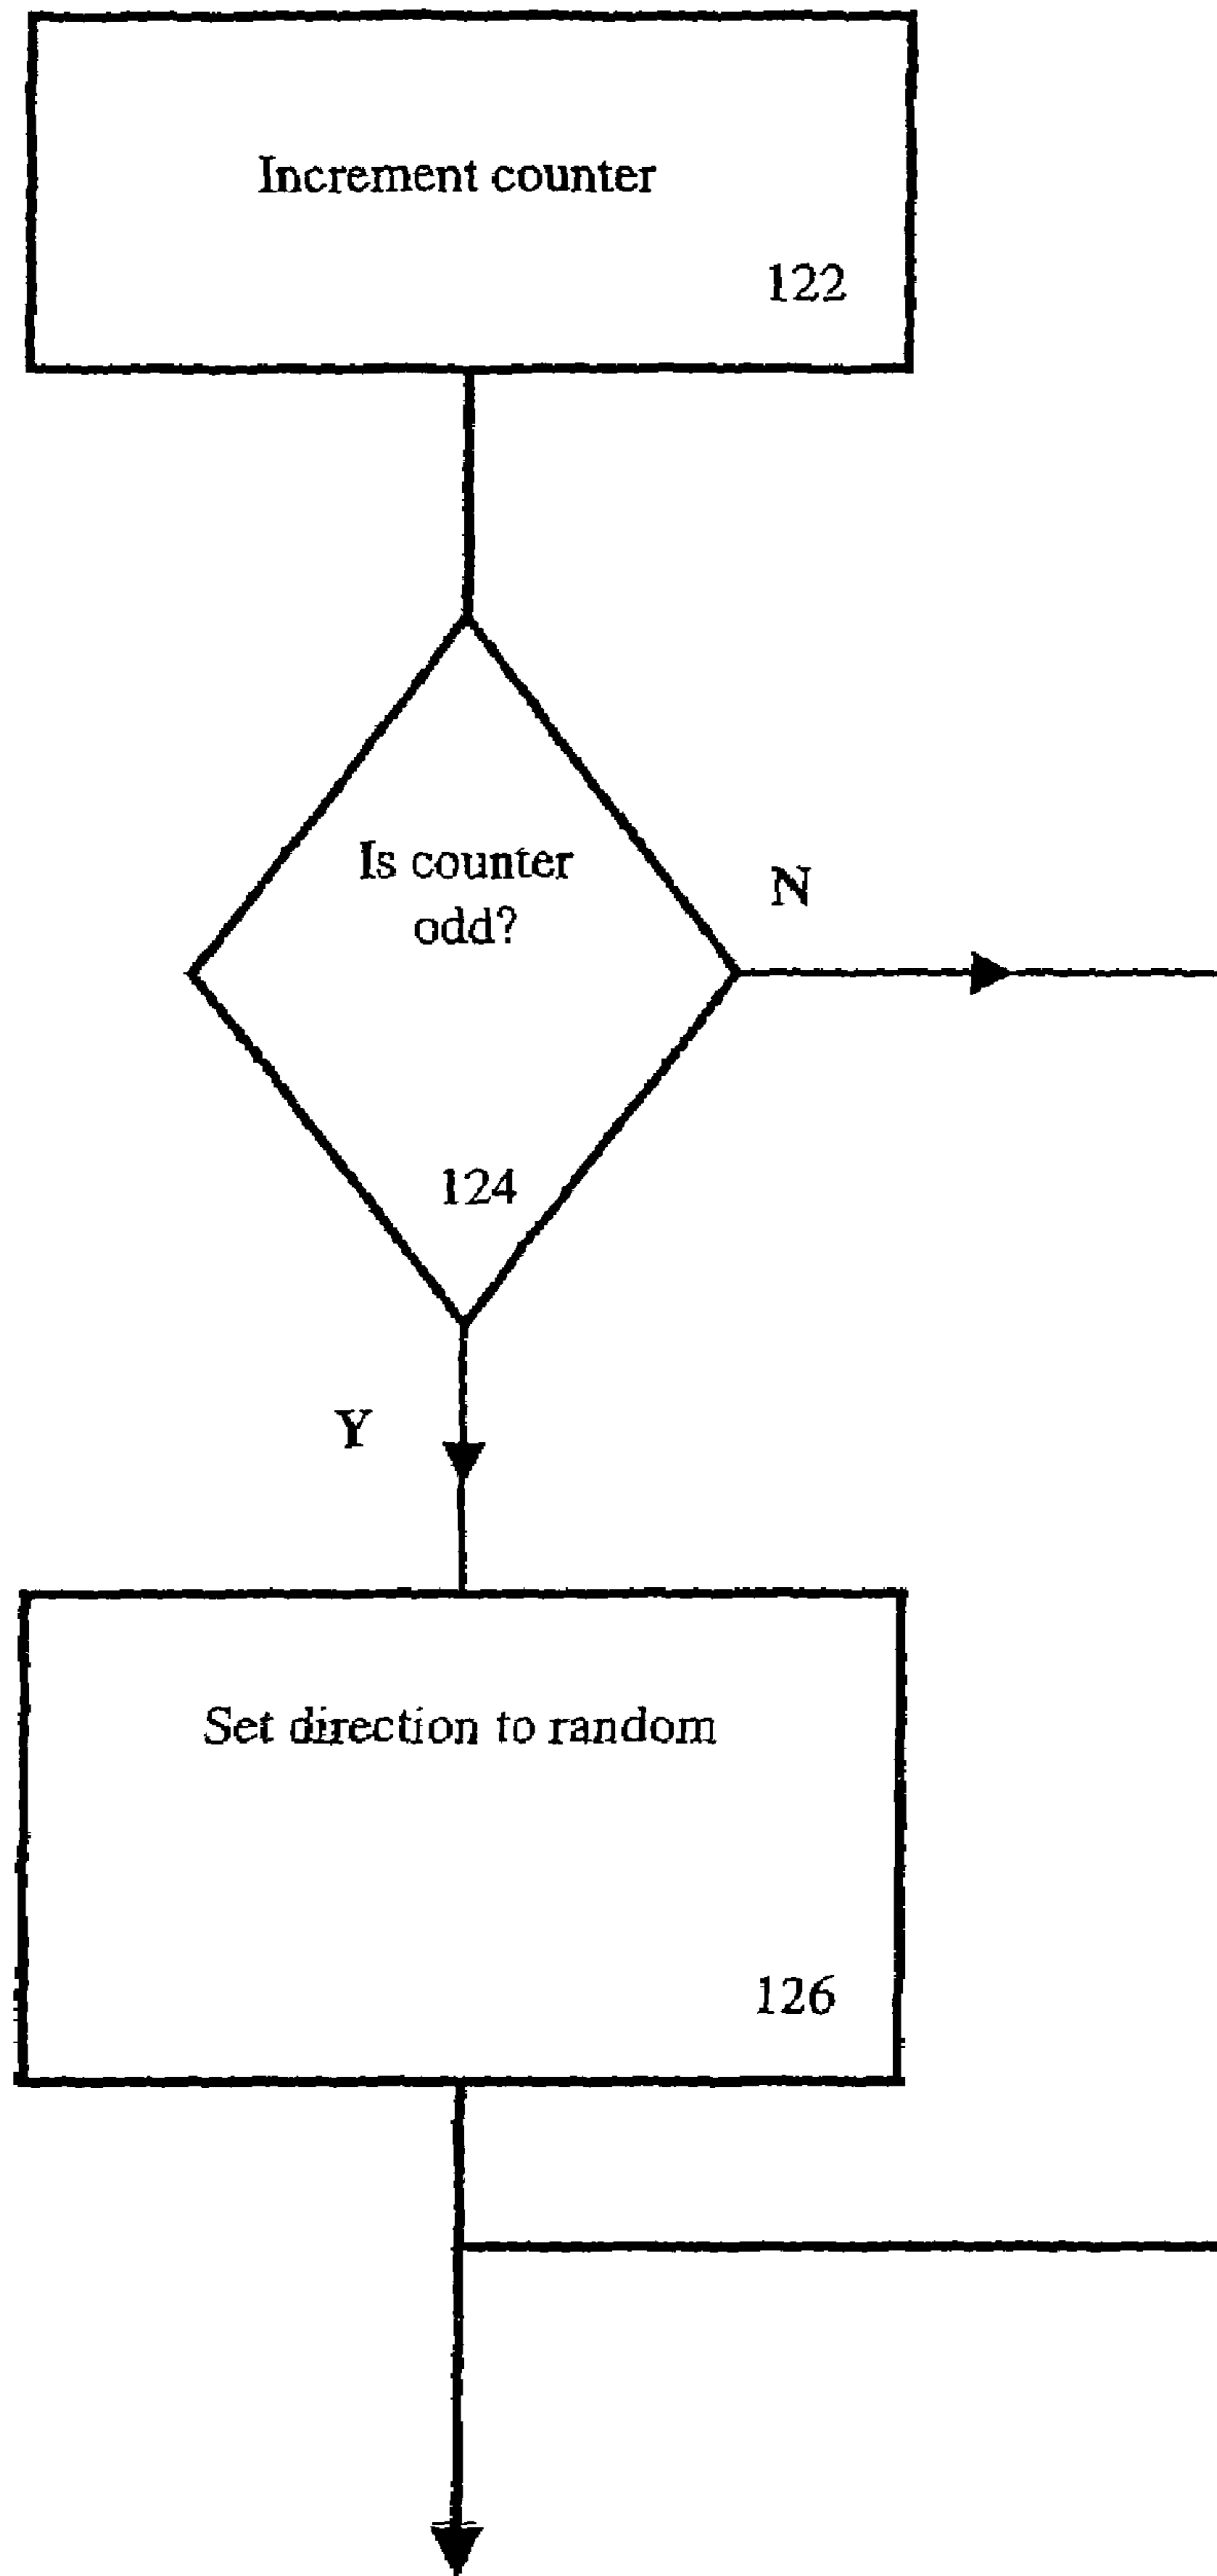 Increment counter
122
Is counter
odd?
N
124
Y
Set direction to random
126